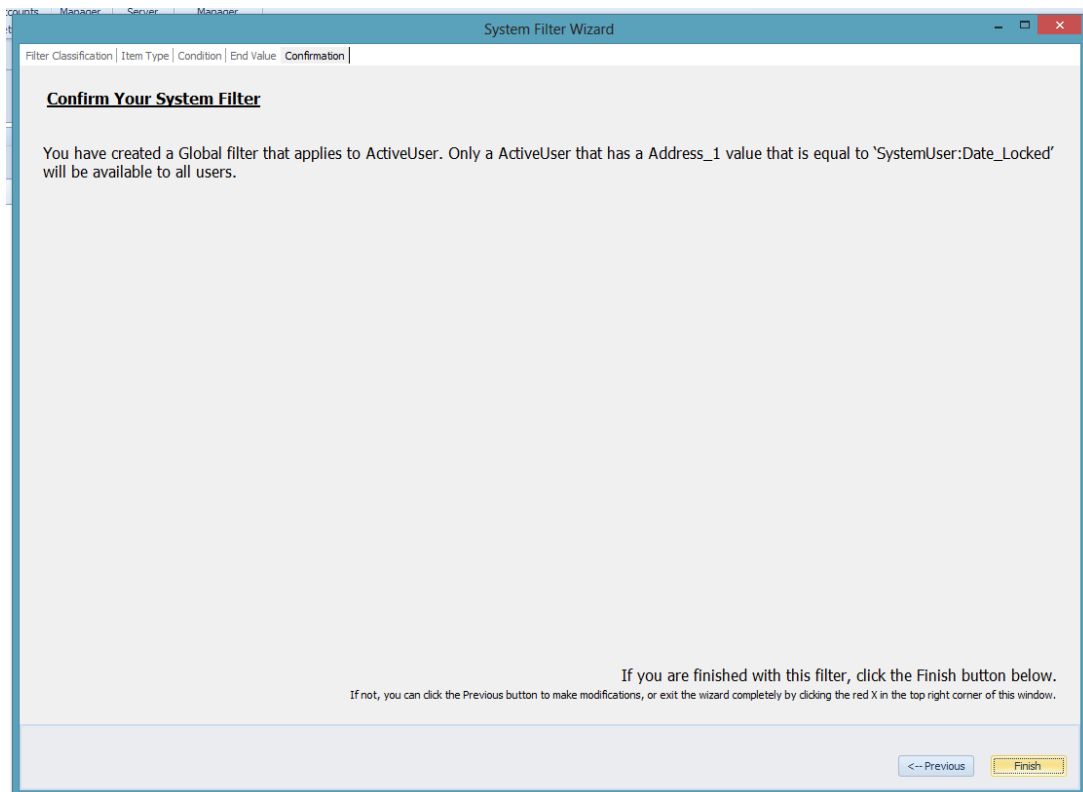 counts Manager Server Manager
System Filter Wizard
Filter Classification Item Type Condition End Value Confirmation
Confirm Your System Filter
You have created a Global filter that applies to ActiveUser. Only a ActiveUser that has a Address_1 value that is equal to ‘SystemUser:Date_Locked’
will be available to all users.
If you are finished with this filter, click the Finish button below.
If not, you can click the Previous button to make modifications, or exit the wizard completely by clicking the red X in the top right corner of this window.
<-- Previous Finish